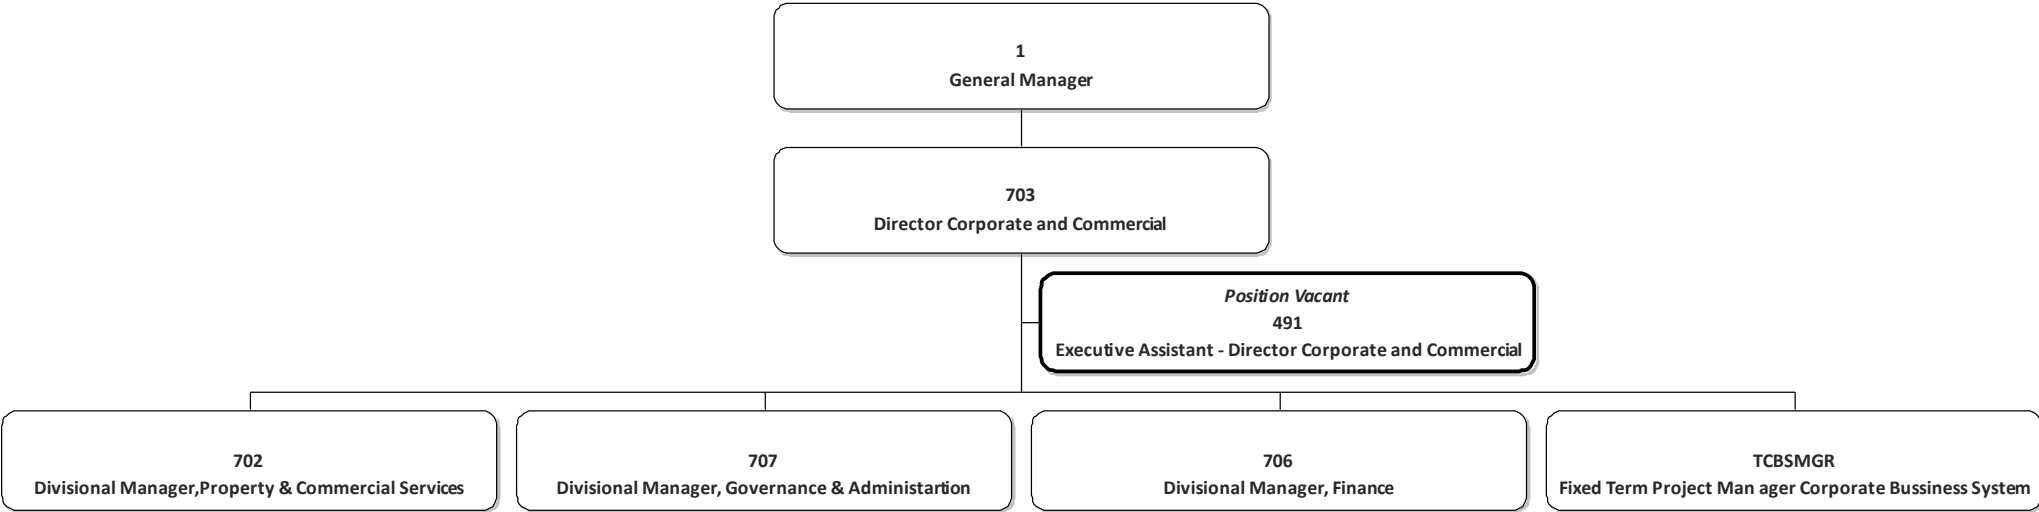 1
General Manager
703
Director Corporate and Commercial
Position Vacant
491
Executive Assistant - Director Corporate and Commercial
702
Divisional Manager,Property & Commercial Services
707
Divisional Manager, Governance & Administartion
706
Divisional Manager, Finance
TCBSMGR
Fixed Term Project Man ager Corporate Bussiness System